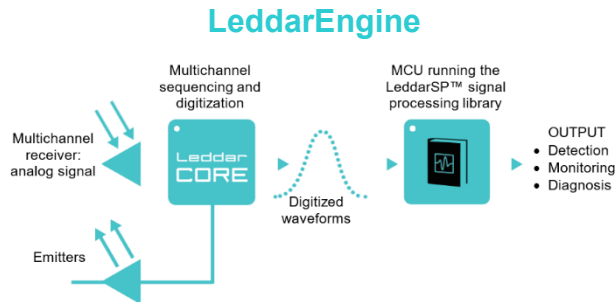 LeddarEngine
Multichannel
sequencing and
digitization
MCU running the
LeddarSP™ signal
processing library
Multichannel
receiver:
analog signal
Leddar
CORE
Digitized
waveforms
OUTPUT
• Detection
• Monitoring
• Diagnosis
Emitters